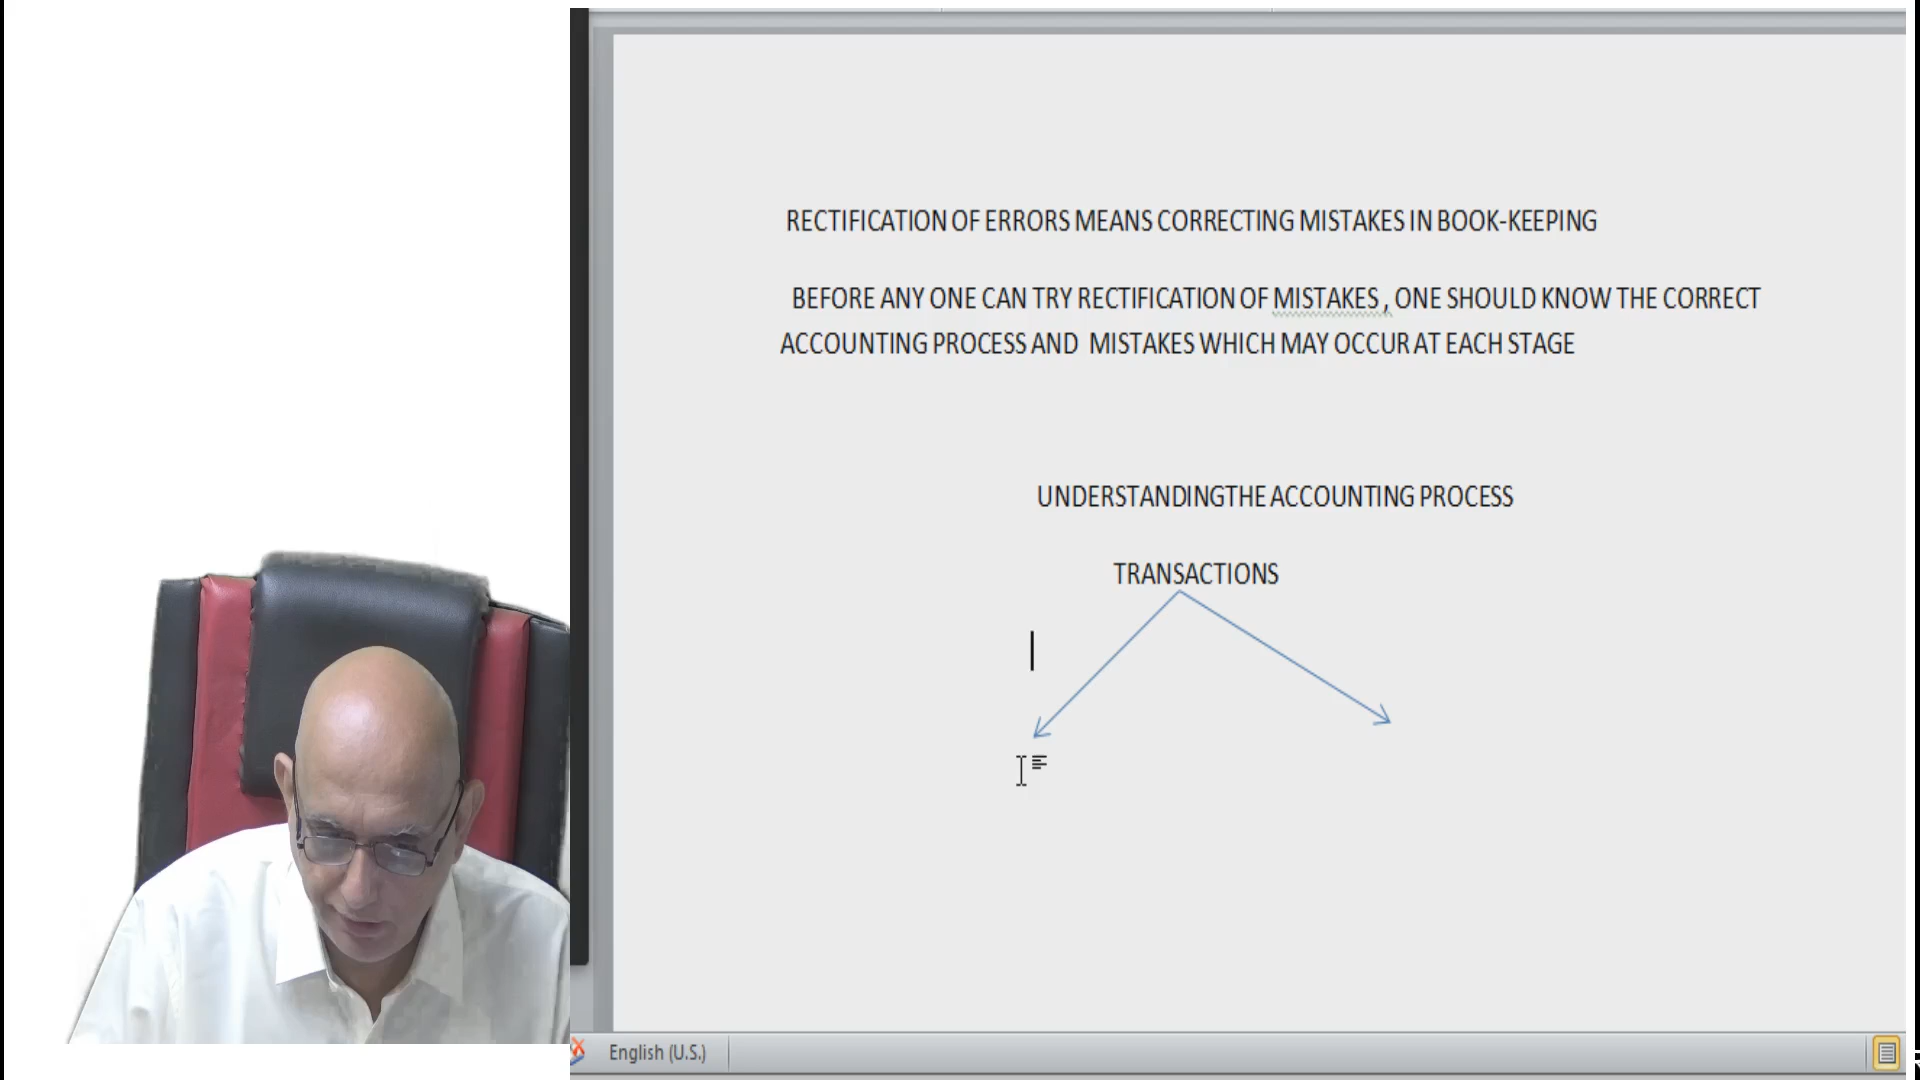 RECTIFICATION OF ERRORS MEANS CORRECTING MISTAKES IN BOOK-KEEPING
BEFORE ANY ONE CAN TRY RECTIFICATION OF MISTAKES , ONE SHOULD KNOW THE CORRECT
ACCOUNTING PROCESS AND MISTAKES WHICH MAY OCCUR AT EACH STAGE
UNDERSTANDINGTHE ACCOUNTING PROCESS
TRANSACTIONS
English (U.S.)